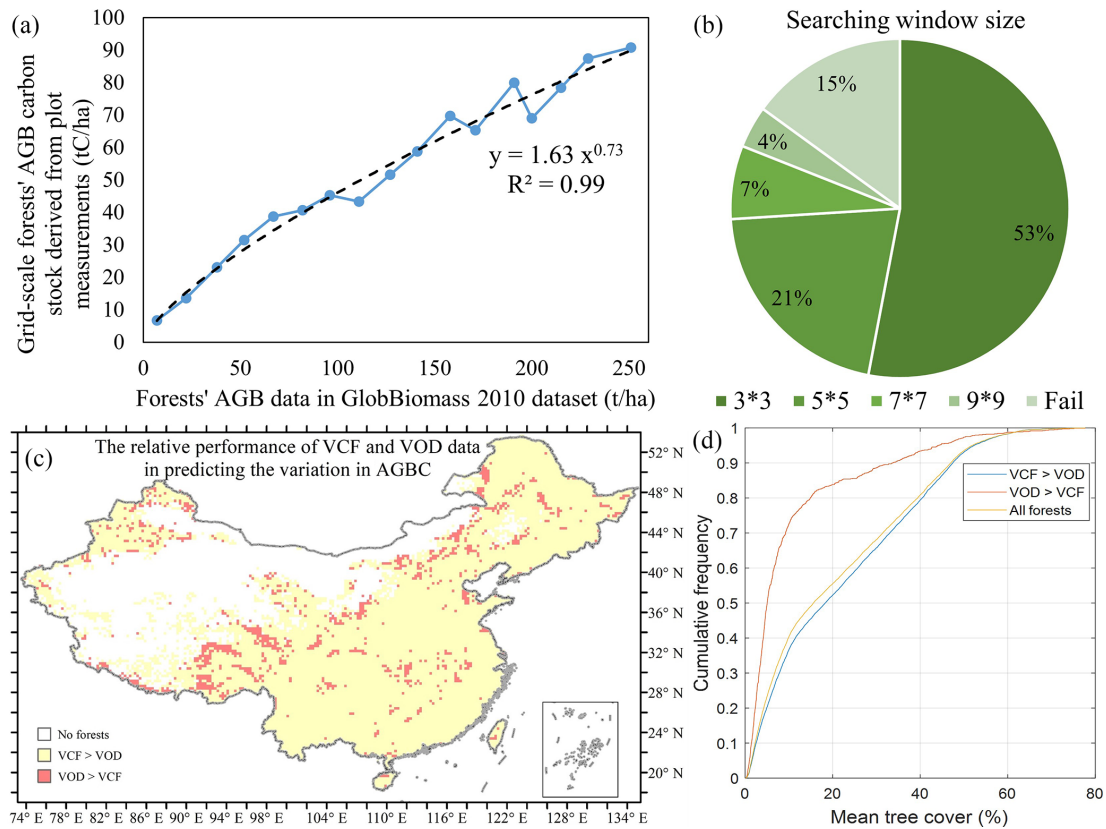 (a)
100
90
80
70
60
50
40
30
20
10
0
Grid-scale forests' AGB carbon
stock derived from plot
measurements (tC/ha)
y = 1.63 x^0.73
R² = 0.99
0 50 100 150 200 250
Forests' AGB data in GlobBiomass 2010 dataset (t/ha)
(b)
Searching window size
15%
4%
7%
21%
53%
3*3 5*5 7*7 9*9 Fail
(c)
The relative performance of VCF and VOD data
in predicting the variation in AGBC
52° N
48° N
44° N
40° N
36° N
32° N
28° N
24° N
20° N
No forests
VCF > VOD
VOD > VCF
74° E 78° E 82° E 86° E 90° E 94° E 98° E 104° E 110° E 116° E 122° E 128° E 134° E
(d)
1
0.9
0.8
0.7
0.6
0.5
0.4
0.3
0.2
0.1
0
Cumulative frequency
VCF > VOD
VOD > VCF
All forests
0 20 40 60 80
Mean tree cover (%)